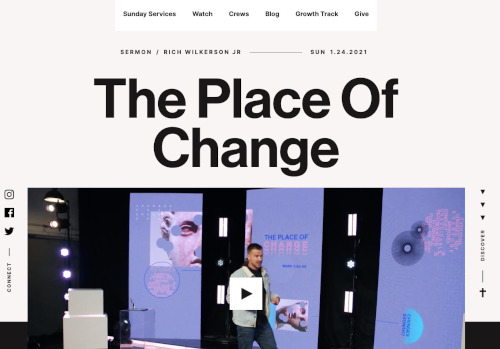 Sunday Services Watch Crews Blog Growth Track Give
SERMON / RICH WILKERSON JR SUN 1.24.2021
The Place Of
Change
CONNECT
DISCOVER
THE PLACE OF
CHANGE